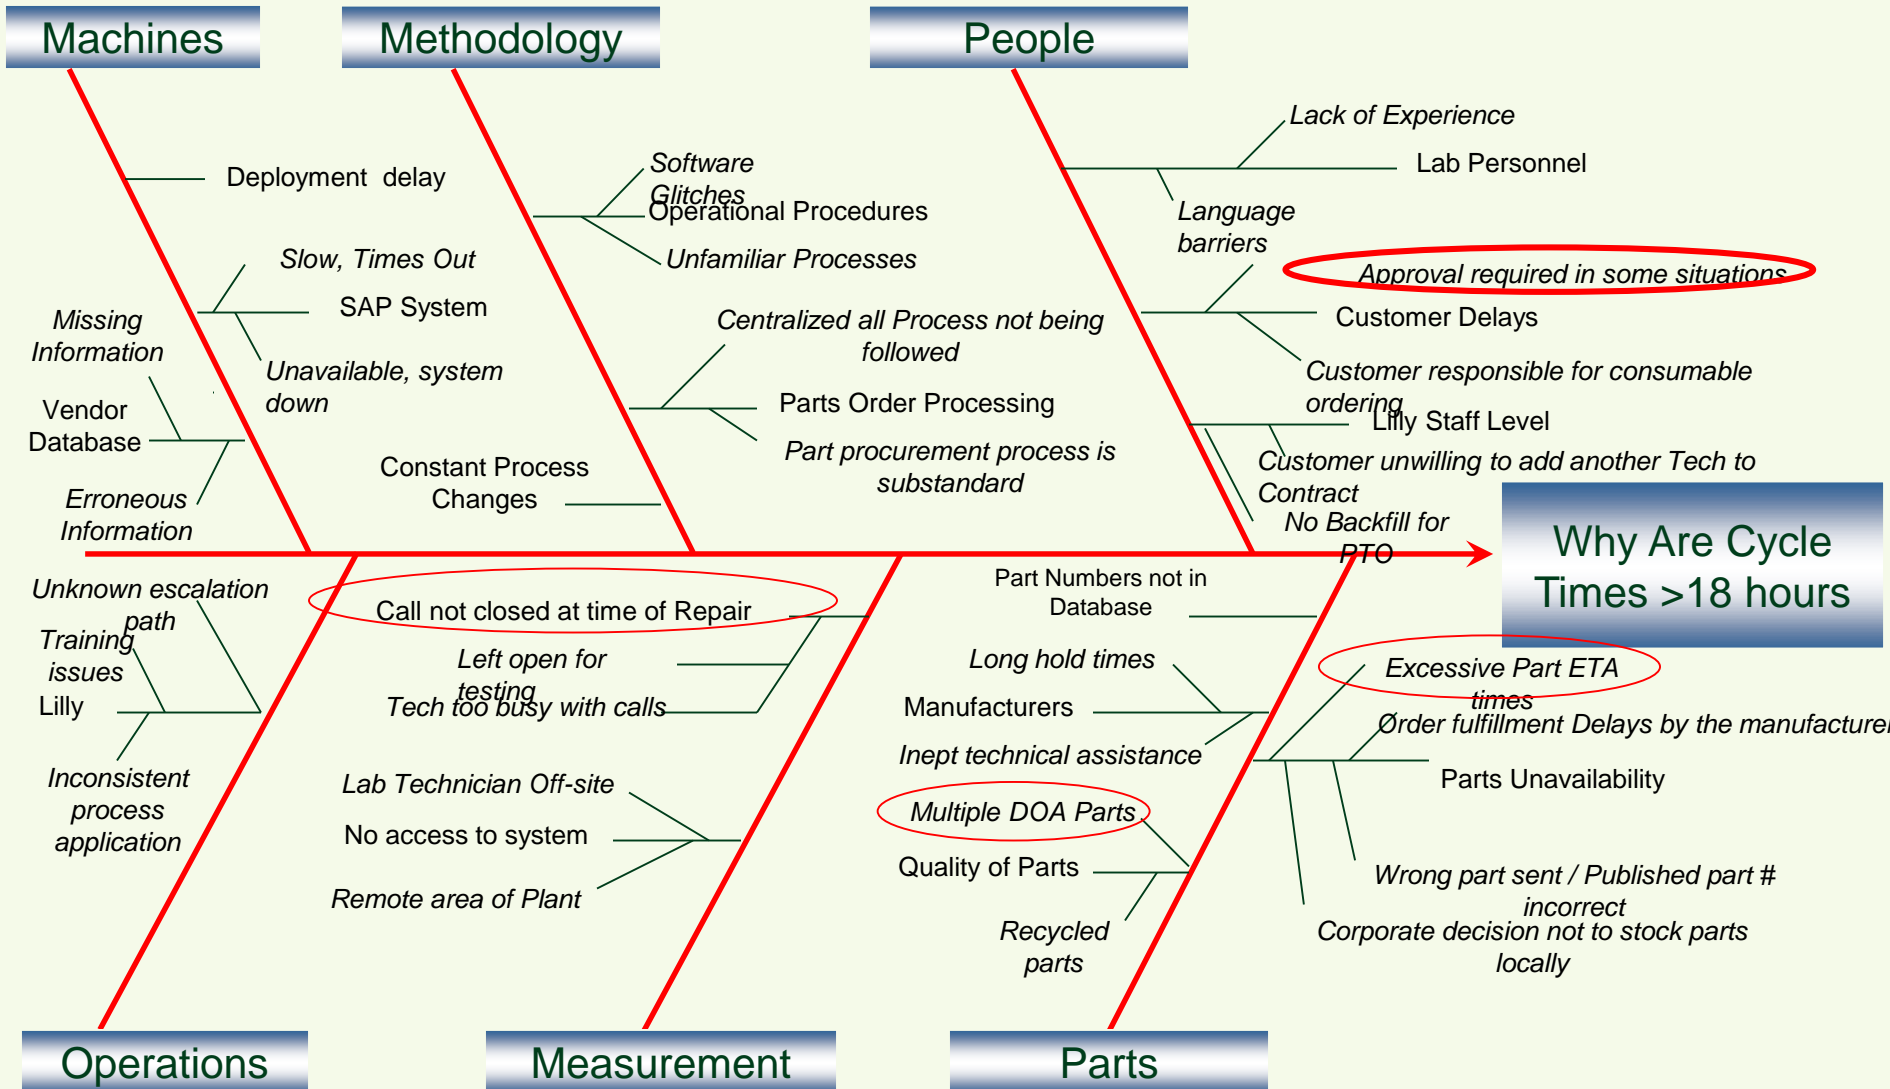 Machines
Methodology
People
Lack of Experience
Lab Personnel
Language
barriers
Approval required in some situations
Customer Delays
Customer responsible for consumable
ordering
Lilly Staff Level
Customer unwilling to add another Tech to
Contract
No Backfill for
PTO
Software
Glitches
Operational Procedures
Unfamiliar Processes
Centralized all Process not being
followed
Parts Order Processing
Part procurement process is
substandard
Constant Process
Changes
Deployment delay
Slow, Times Out
SAP System
Unavailable, system
down
Missing
Information
Vendor
Database
Erroneous
Information
Why Are Cycle
Times >18 hours
Unknown escalation
path
Training
issues
Lilly
Inconsistent
process
application
Call not closed at time of Repair
Left open for
testing
Tech too busy with calls
Lab Technician Off-site
No access to system
Remote area of Plant
Part Numbers not in
Database
Long hold times
Manufacturers
Inept technical assistance
Multiple DOA Parts
Quality of Parts
Recycled
parts
Excessive Part ETA
times
Order fulfillment Delays by the manufacturer
Parts Unavailability
Wrong part sent / Published part #
incorrect
Corporate decision not to stock parts
locally
Operations
Measurement
Parts